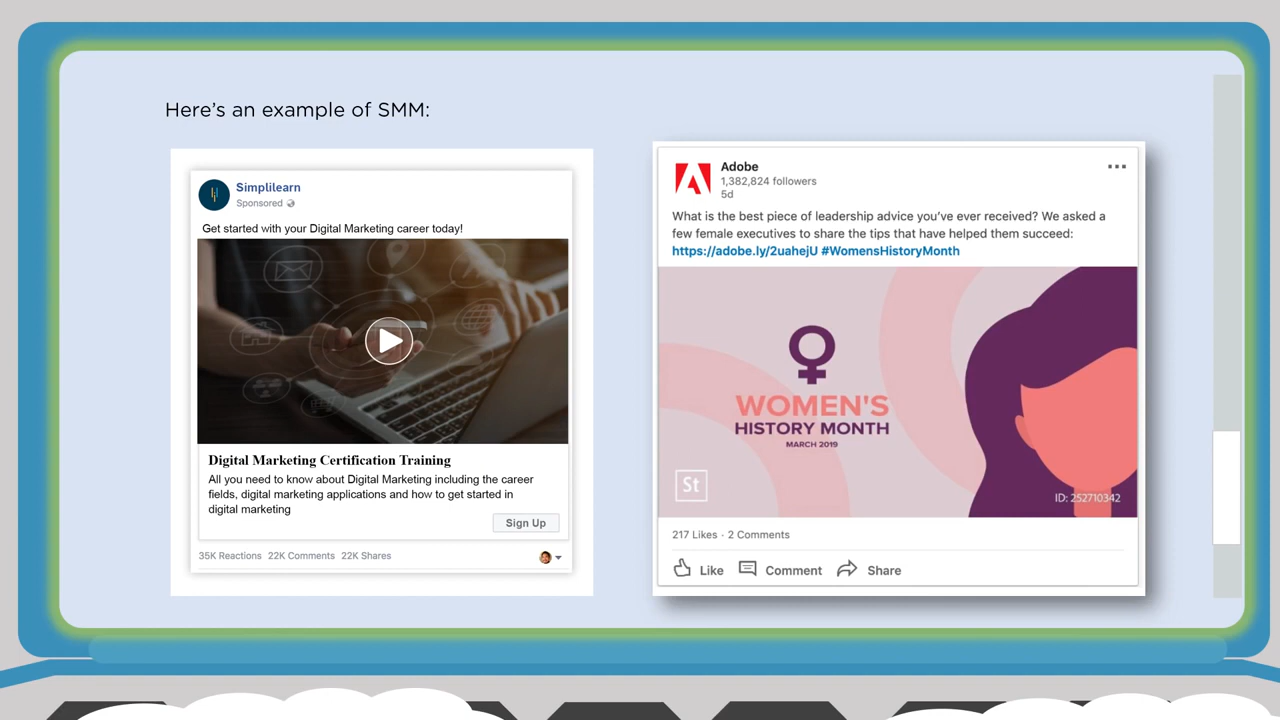 Here's an example of SMM:
Simplilearn
Sponsored
Get started with your Digital Marketing career today!
Digital Marketing Certification Training
All you need to know about Digital Marketing including the career
fields, digital marketing applications and how to get started in
digital marketing
Sign Up
35K Reactions 22K Comments 22K Shares
Adobe
1,382,824 followers
5d
What is the best piece of leadership advice you've ever received? We asked a
few female executives to share the tips that have helped them succeed:
https://adobe.ly/2uahejU #WomensHistoryMonth
WOMEN'S
HISTORY MONTH
MARCH 2019
St
ID: 252710342
217 Likes · 2 Comments
Like Comment Share